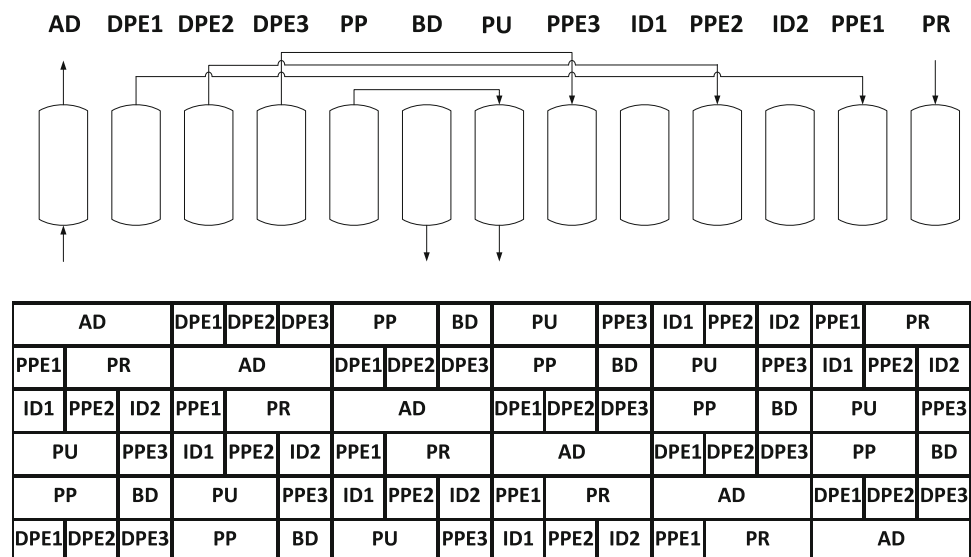 AD DPE1 DPE2 DPE3 PP BD PU PPE3 ID1 PPE2 ID2 PPE1 PR
AD DPE1 DPE2 DPE3 PP BD PU PPE3 ID1 PPE2 ID2 PPE1 PR
PPE1 PR AD DPE1 DPE2 DPE3 PP BD PU PPE3 ID1 PPE2 ID2
ID1 PPE2 ID2 PPE1 PR AD DPE1 DPE2 DPE3 PP BD PU PPE3
PU PPE3 ID1 PPE2 ID2 PPE1 PR AD DPE1 DPE2 DPE3 PP BD
PP BD PU PPE3 ID1 PPE2 ID2 PPE1 PR AD DPE1 DPE2 DPE3
DPE1 DPE2 DPE3 PP BD PU PPE3 ID1 PPE2 ID2 PPE1 PR AD